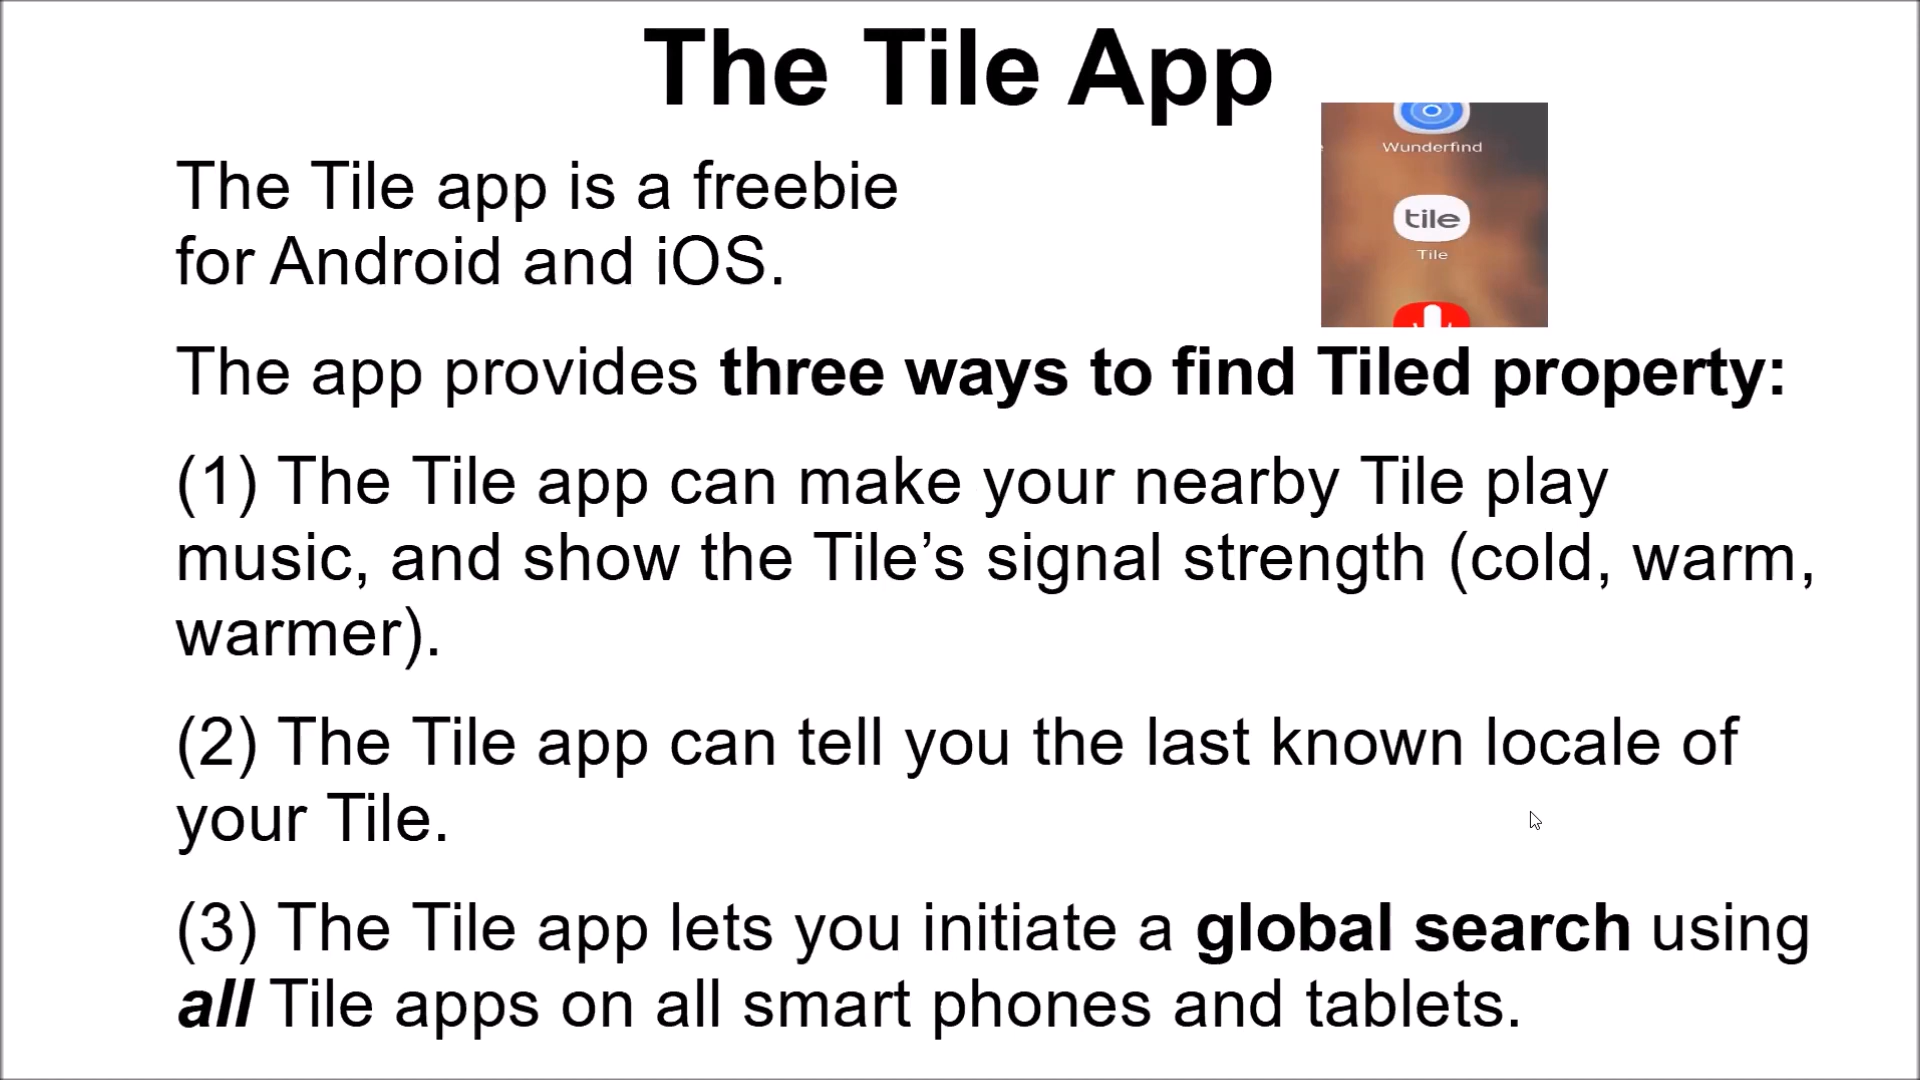 The Tile App
Wunderfind
tile
Tile
The Tile app is a freebie
for Android and iOS.
The app provides three ways to find Tiled property:
(1) The Tile app can make your nearby Tile play
music, and show the Tile’s signal strength (cold, warm,
warmer).
(2) The Tile app can tell you the last known locale of
your Tile.
(3) The Tile app lets you initiate a global search using
all Tile apps on all smart phones and tablets.